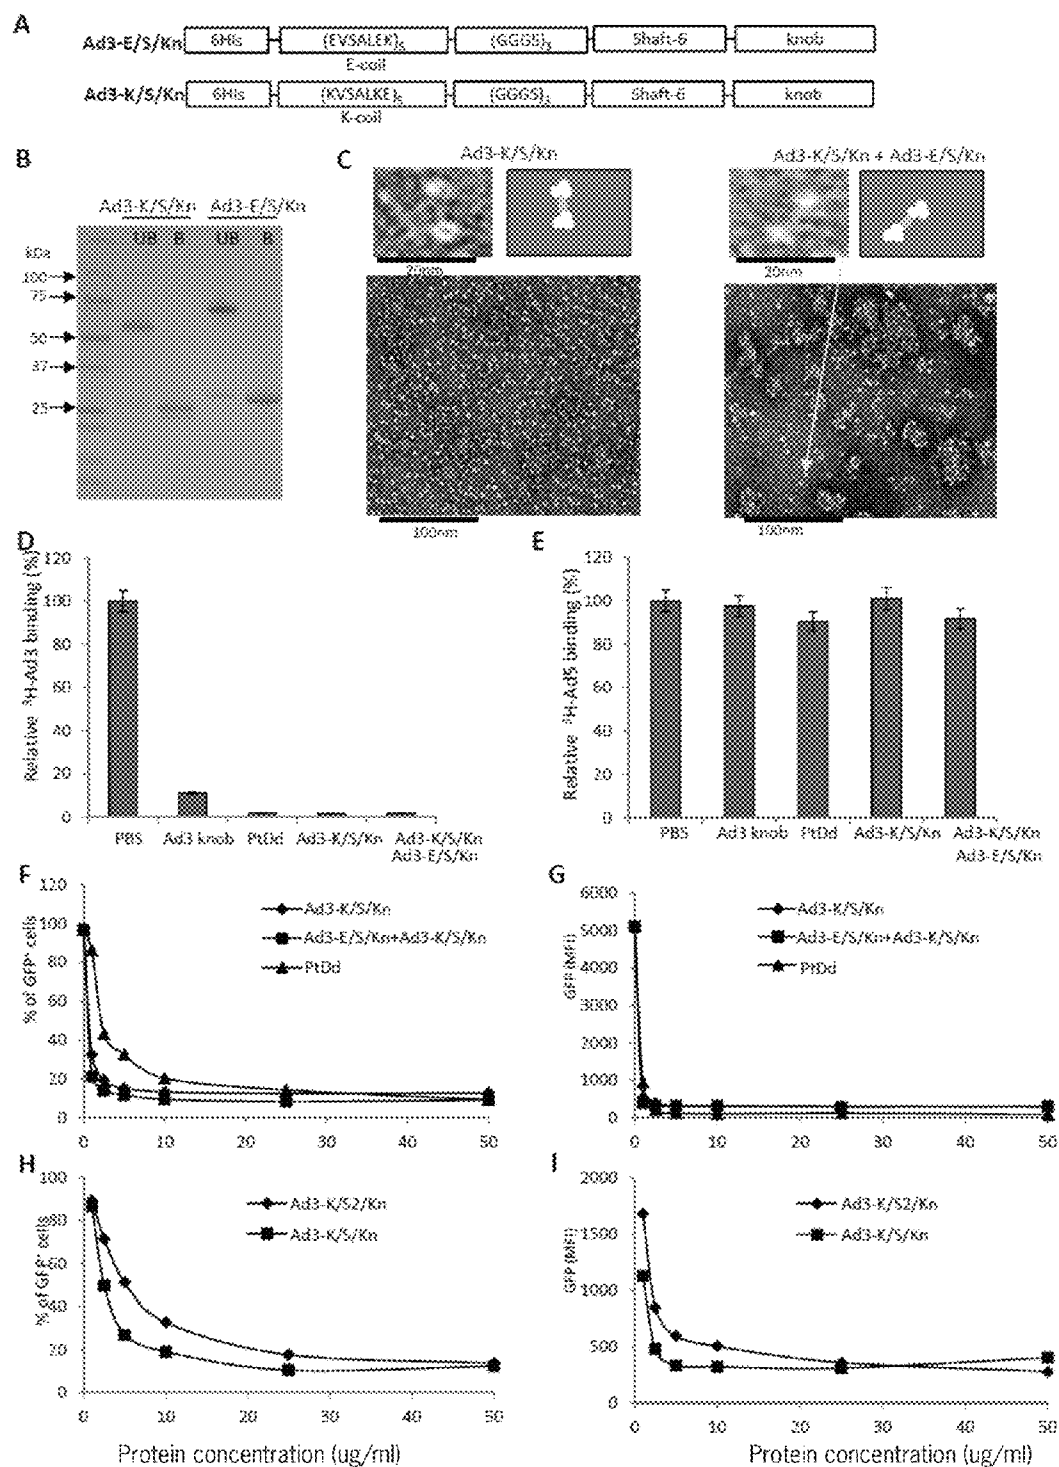 A
Ad3-E/S/Kn 6His (EVSALEK)5 (GGGS)3 Shaft-6 knob
E-coil
Ad3-K/S/Kn 6His (KVSALKE)5 (GGGS)3 Shaft-6 knob
K-coil
B
Ad3-K/S/Kn Ad3-E/S/Kn
UB B UB B
kDa
100
75
50
37
25
C
Ad3-K/S/Kn
Ad3-K/S/Kn + Ad3-E/S/Kn
20nm
20nm
100nm
100nm
D
Relative ³H-Ad3 binding (%)
120
100
80
60
40
20
0
PBS Ad3 knob PtDd Ad3-K/S/Kn Ad3-K/S/Kn
Ad3-E/S/Kn
E
Relative ³H-Ad5 binding (%)
120
100
80
60
40
20
0
PBS Ad3 knob PtDd Ad3-K/S/Kn Ad3-K/S/Kn
Ad3-E/S/Kn
F
% of GFP⁺ cells
120
100
80
60
40
20
0
Ad3-K/S/Kn
Ad3-E/S/Kn+Ad3-K/S/Kn
PtDd
0 10 20 30 40 50
G
GFP (MFI)
6000
5000
4000
3000
2000
1000
0
Ad3-K/S/Kn
Ad3-E/S/Kn+Ad3-K/S/Kn
PtDd
0 10 20 30 40 50
H
% of GFP⁺ cells
100
80
60
40
20
0
Ad3-K/S2/Kn
Ad3-K/S/Kn
0 10 20 30 40 50
Protein concentration (ug/ml)
I
GFP (MFI)
2000
1500
1000
500
0
Ad3-K/S2/Kn
Ad3-K/S/Kn
0 10 20 30 40 50
Protein concentration (ug/ml)